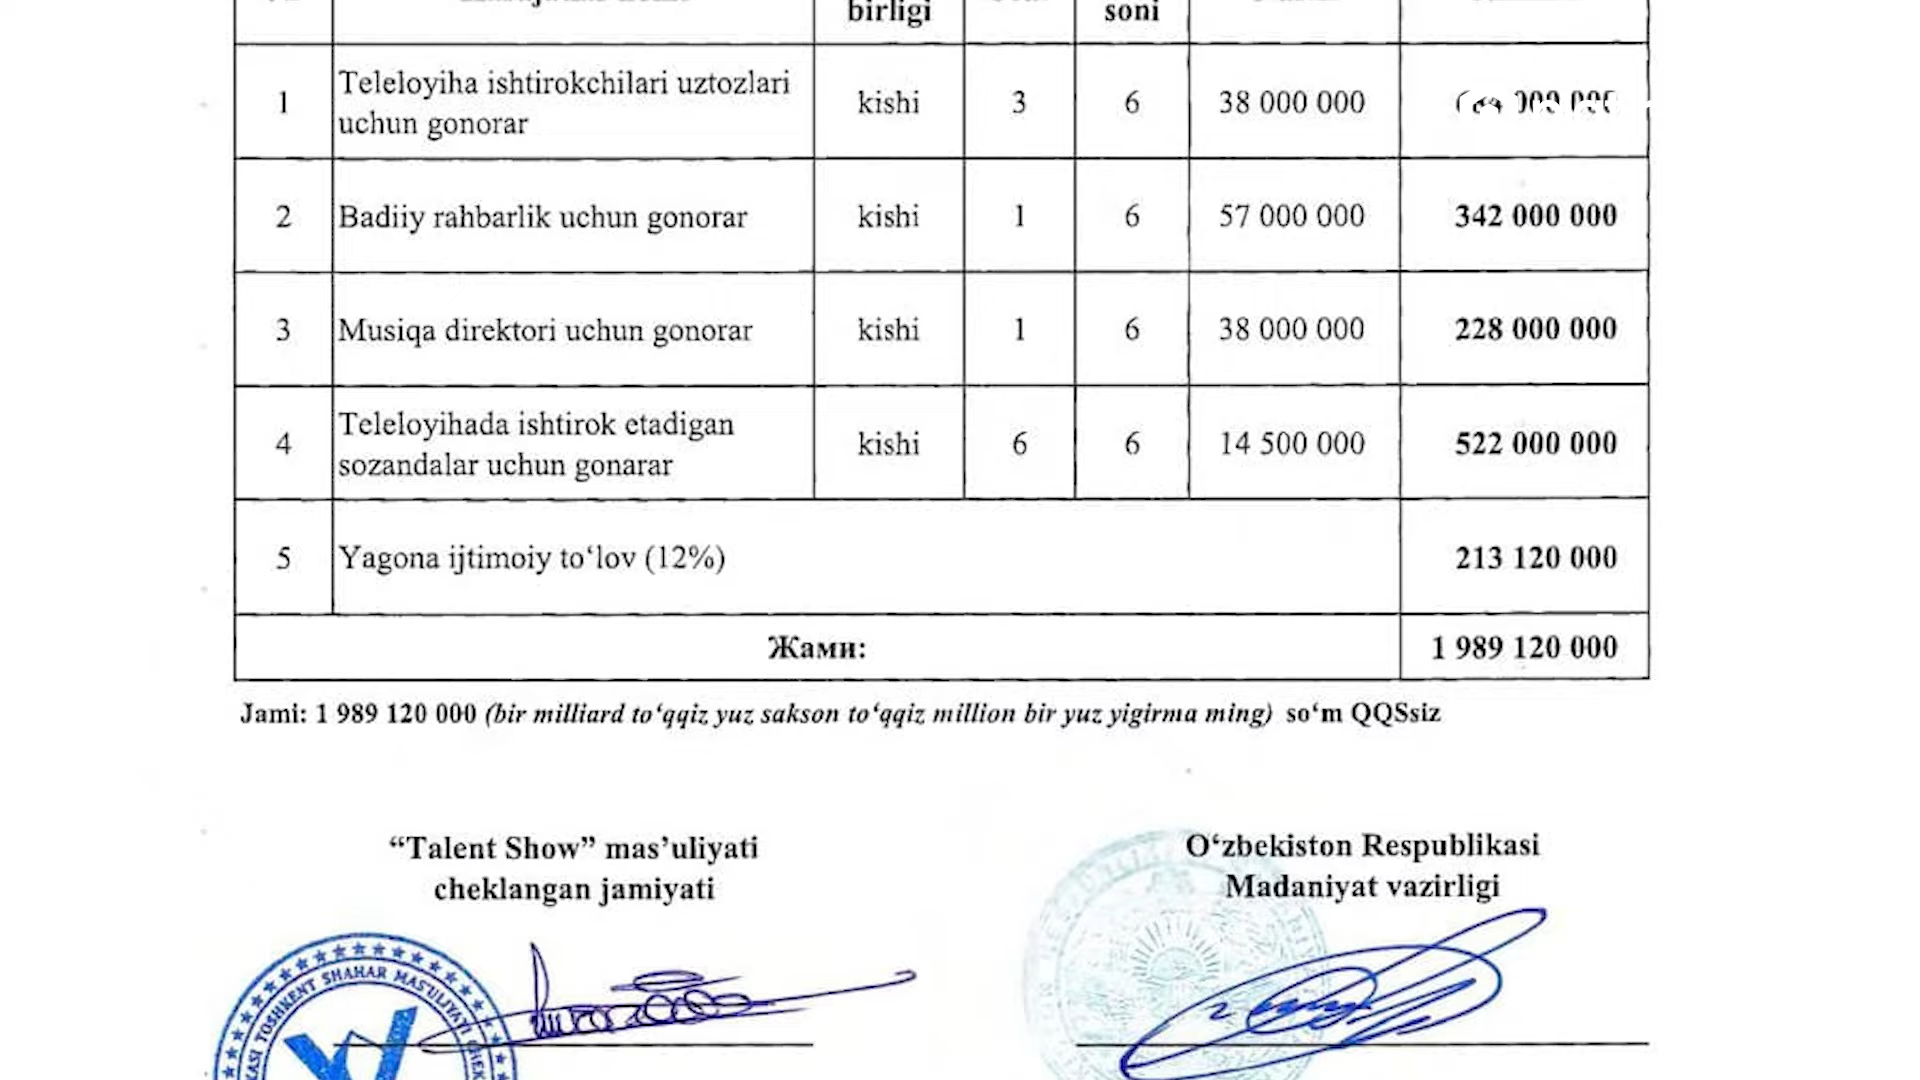 birligi
soni
1 Teleloyiha ishtirokchilari uztozlari uchun gonorar kishi 3 6 38 000 000
2 Badiiy rahbarlik uchun gonorar kishi 1 6 57 000 000 342 000 000
3 Musiqa direktori uchun gonorar kishi 1 6 38 000 000 228 000 000
4 Teleloyihada ishtirok etadigan sozandalar uchun gonarar kishi 6 6 14 500 000 522 000 000
5 Yagona ijtimoiy to‘lov (12%) 213 120 000
Жами: 1 989 120 000
Jami: 1 989 120 000 (bir milliard to‘qqiz yuz sakson to‘qqiz million bir yuz yigirma ming) so‘m QQSsiz
“Talent Show” mas’uliyati
cheklangan jamiyati
O‘zbekiston Respublikasi
Madaniyat vazirligi
TOSHKENT SHAHAR MAS'ULIYATI